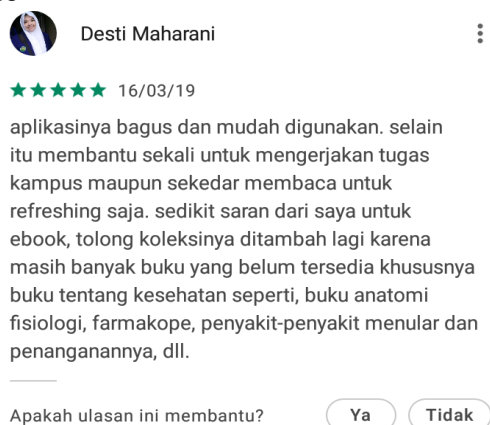 Desti Maharani
16/03/19
aplikasinya bagus dan mudah digunakan. selain
itu membantu sekali untuk mengerjakan tugas
kampus maupun sekedar membaca untuk
refreshing saja. sedikit saran dari saya untuk
ebook, tolong koleksinya ditambah lagi karena
masih banyak buku yang belum tersedia khususnya
buku tentang kesehatan seperti, buku anatomi
fisiologi, farmakope, penyakit-penyakit menular dan
penanganannya, dll.
Apakah ulasan ini membantu? Ya Tidak